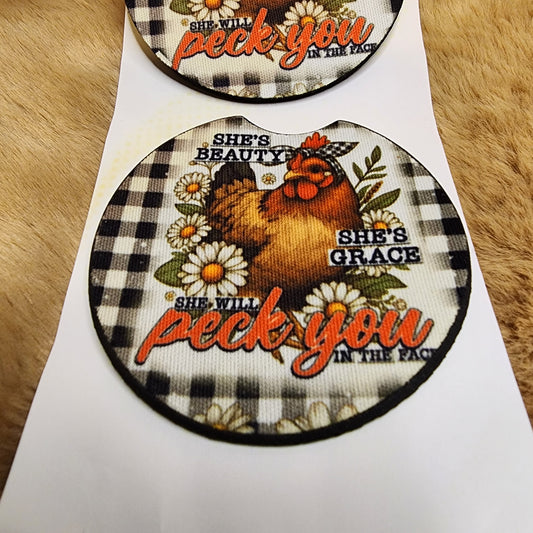 SHE WILL
peck you
IN THE FACE
SHE'S
BEAUTY
SHE'S
GRACE
SHE WILL
peck you
IN THE FACE